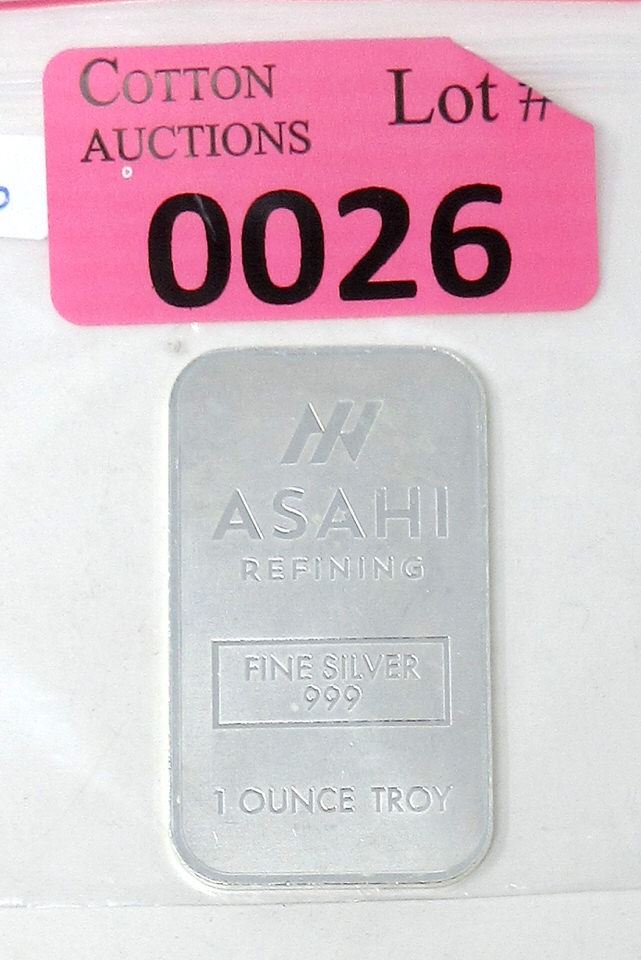 COTTON
AUCTIONS
Lot #
0026
ASAHI
REFINING
FINE SILVER
.999
1 OUNCE TROY